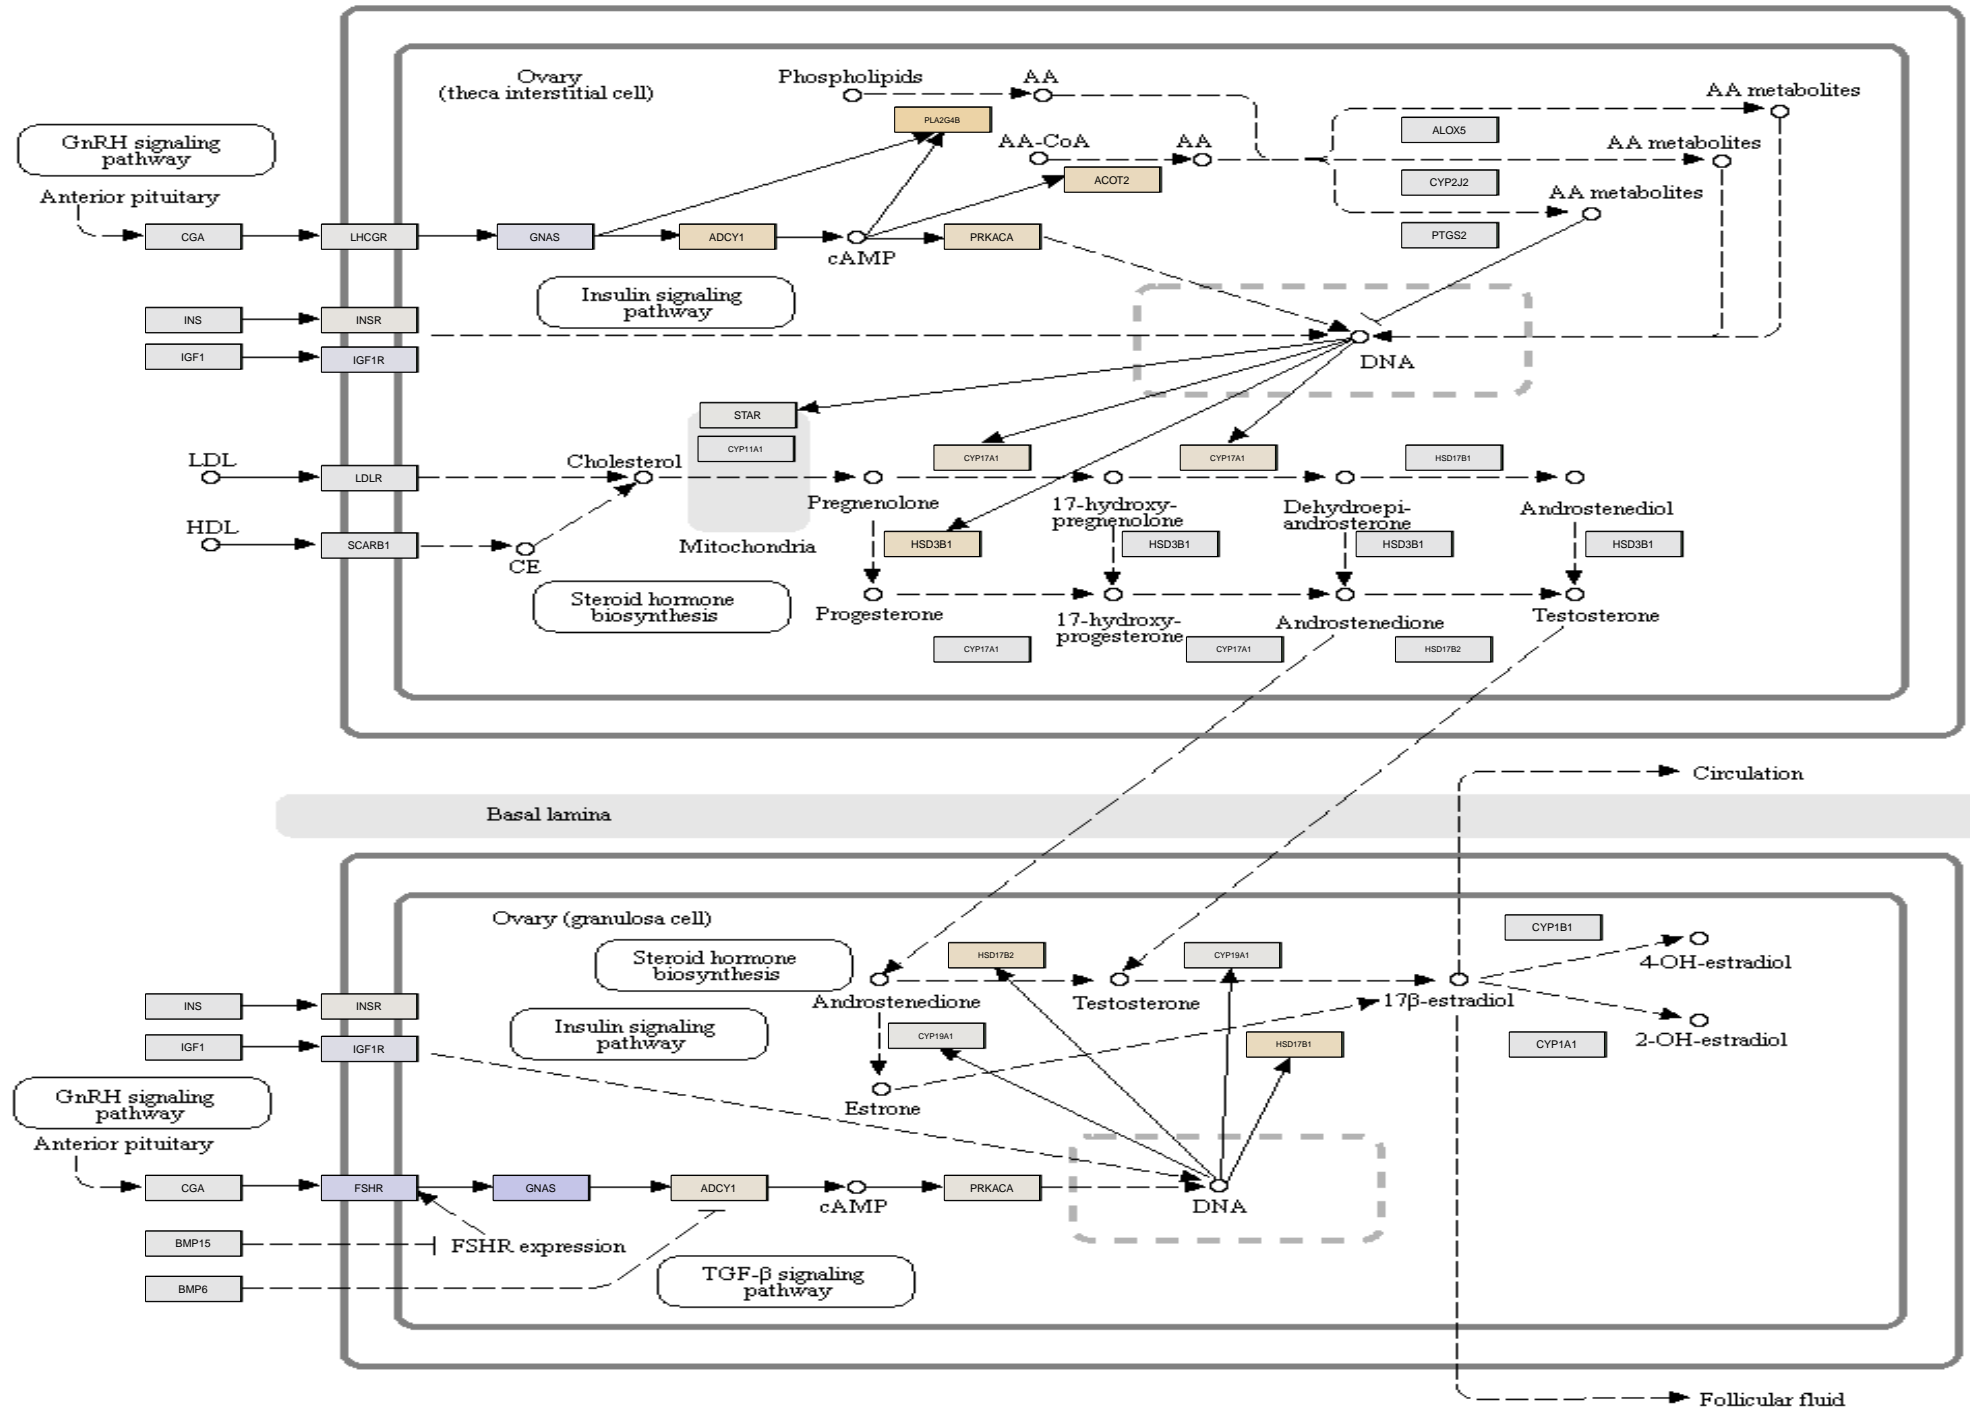 Ovary
(theca interstitial cell)
Phospholipids
AA
AA metabolites
PLA2G4B
ALOX5
GnRH signaling
pathway
AA-CoA
AA
AA metabolites
ACOT2
CYP2J2
AA metabolites
Anterior pituitary
CGA
LHCGR
GNAS
ADCY1
cAMP
PRKACA
PTGS2
Insulin signaling
pathway
INS
INSR
IGF1
IGF1R
DNA
STAR
CYP11A1
CYP17A1
CYP17A1
HSD17B1
LDL
LDLR
Cholesterol
Pregnenolone
17-hydroxy-
pregnenolone
Dehydroepi-
androsterone
Androstenediol
HDL
SCARB1
CE
Mitochondria
HSD3B1
HSD3B1
HSD3B1
HSD3B1
Steroid hormone
biosynthesis
Progesterone
17-hydroxy-
progesterone
Androstenedione
Testosterone
CYP17A1
CYP17A1
HSD17B2
Circulation
Basal lamina
Ovary (granulosa cell)
Steroid hormone
biosynthesis
HSD17B2
CYP19A1
CYP1B1
4-OH-estradiol
Androstenedione
Testosterone
17β-estradiol
INS
INSR
Insulin signaling
pathway
CYP19A1
HSD17B1
CYP1A1
2-OH-estradiol
IGF1
IGF1R
GnRH signaling
pathway
Estrone
Anterior pituitary
CGA
FSHR
GNAS
ADCY1
cAMP
PRKACA
DNA
BMP15
FSHR expression
BMP6
TGF-β signaling
pathway
Follicular fluid